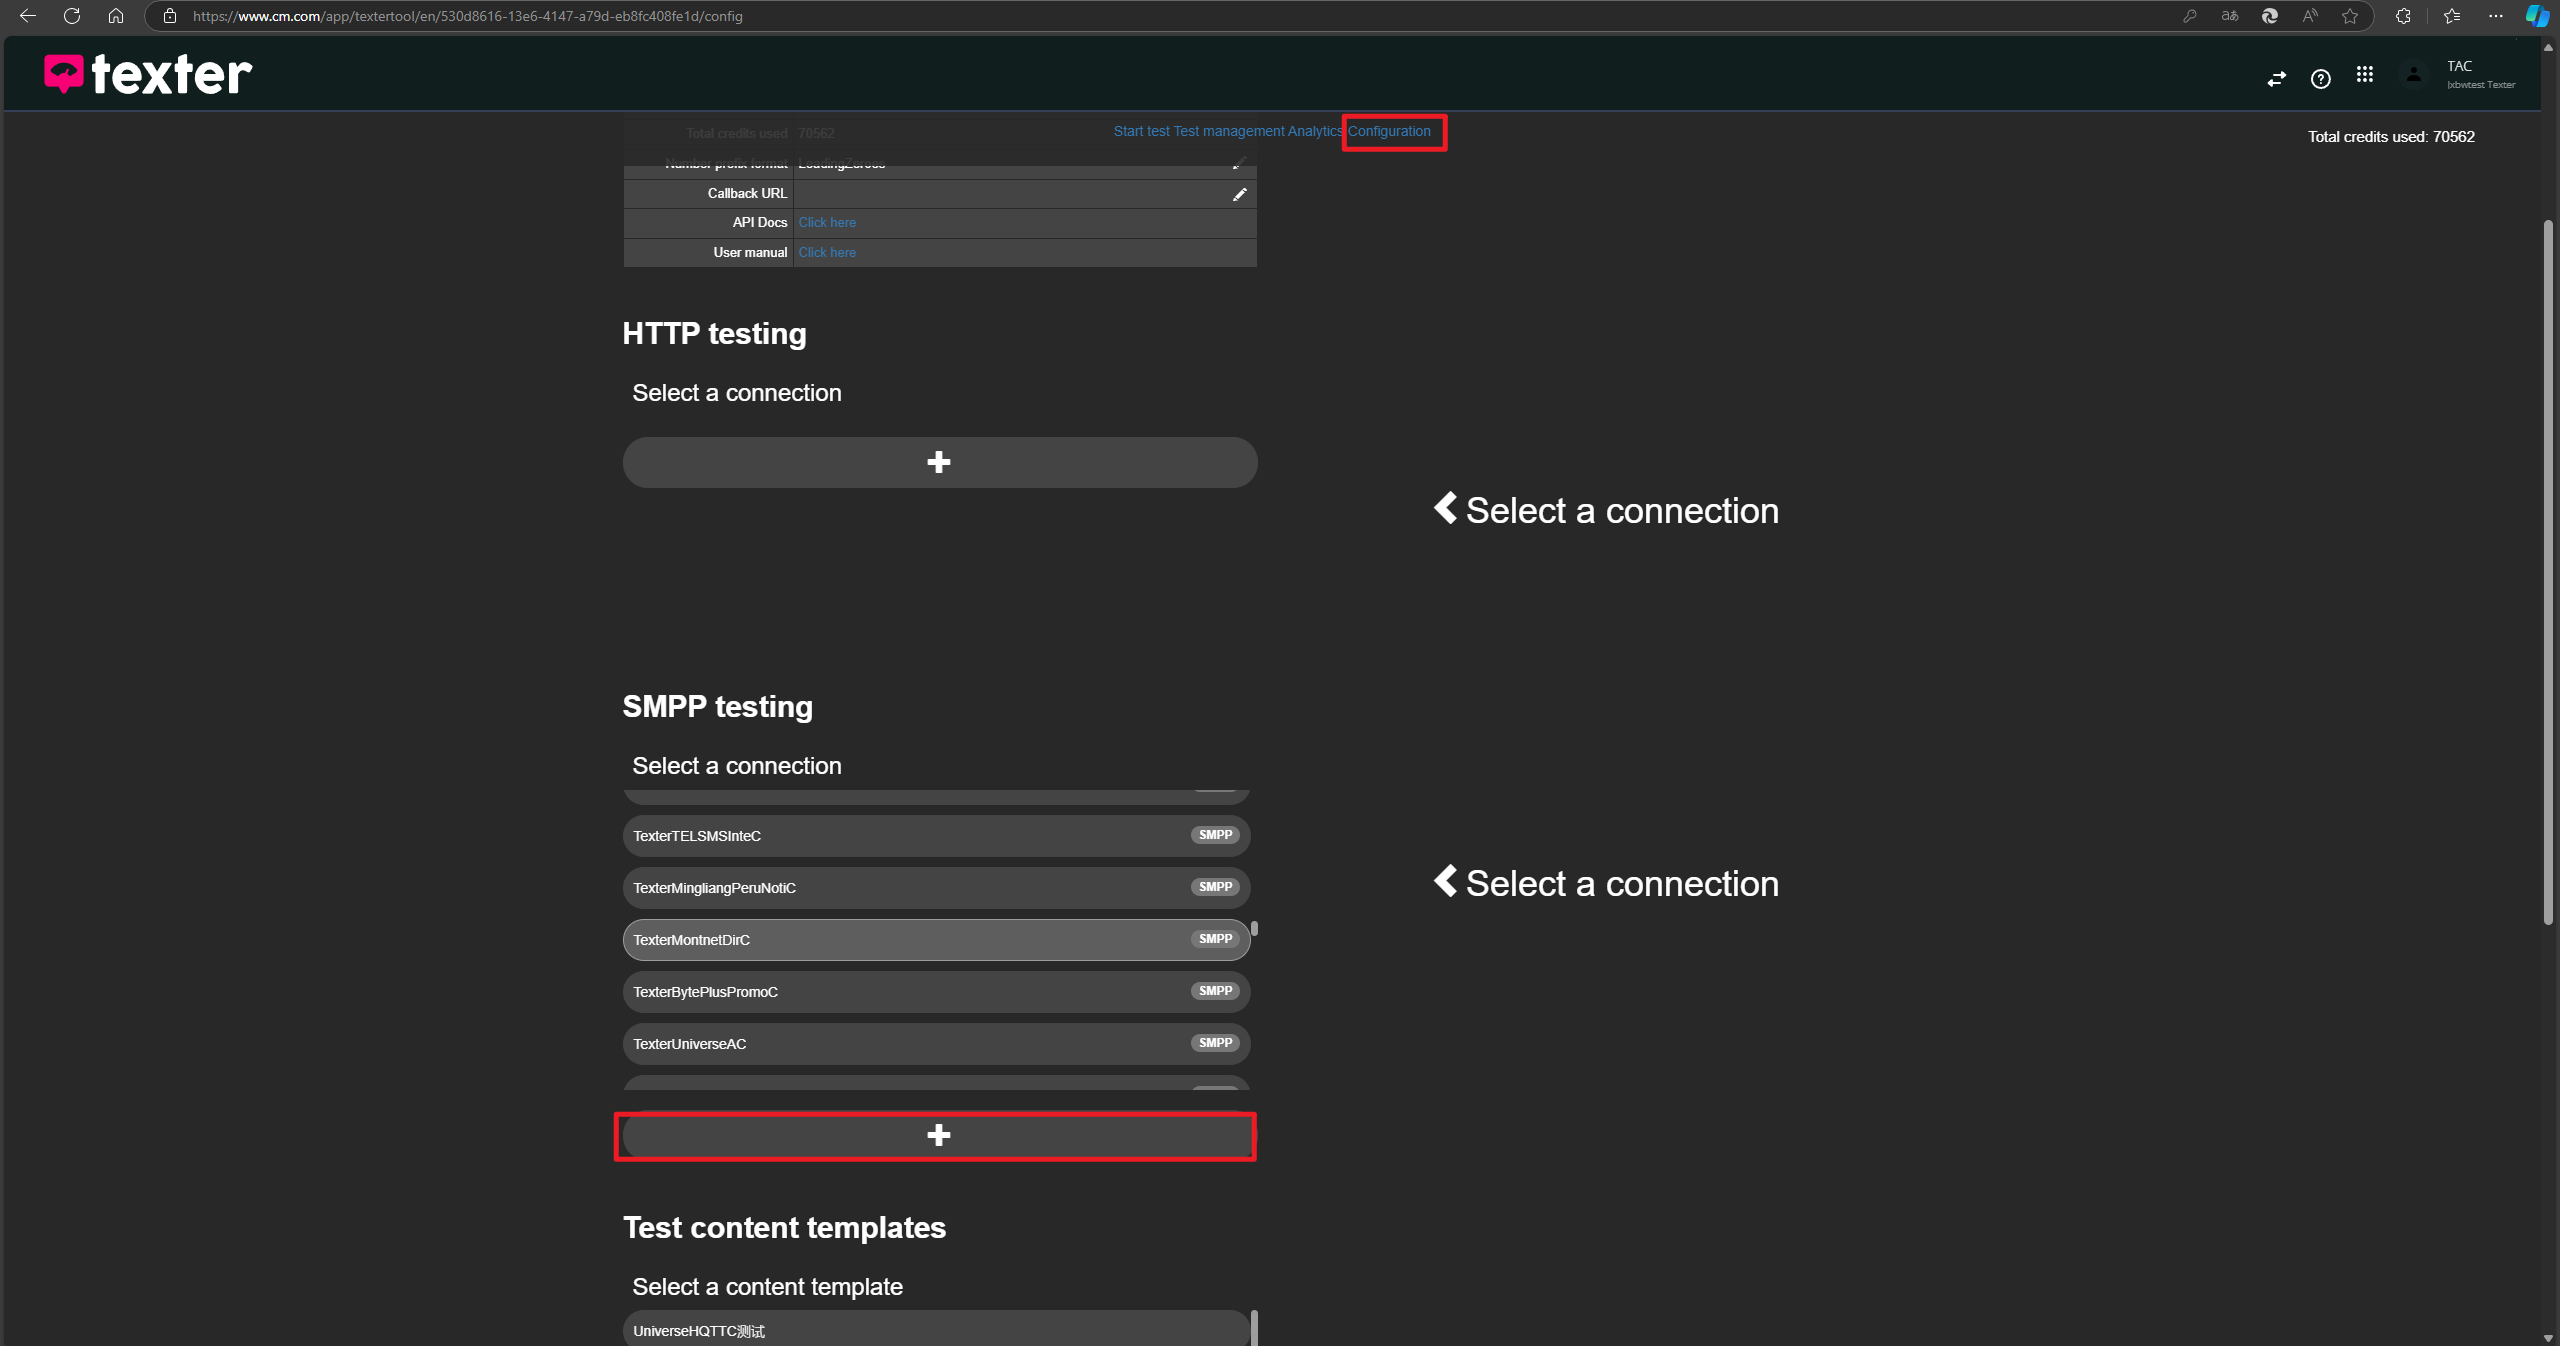 https://www.cm.com/app/textertool/en/530d8616-13e6-4147-a79d-eb8fc408fe1d/config
texter
TAC
lxbwtest Texter
Start test Test management Analytics Configuration
Total credits used: 70562
Total credits used 70562
Number prefix format LeadingZeroes
Callback URL
API Docs Click here
User manual Click here
HTTP testing
Select a connection
Select a connection
SMPP testing
Select a connection
TexterTELSMSInteC SMPP
TexterMingliangPeruNotiC SMPP
Select a connection
TexterMontnetDirC SMPP
TexterBytePlusPromoC SMPP
TexterUniverseAC SMPP
Test content templates
Select a content template
UniverseHQTTC测试